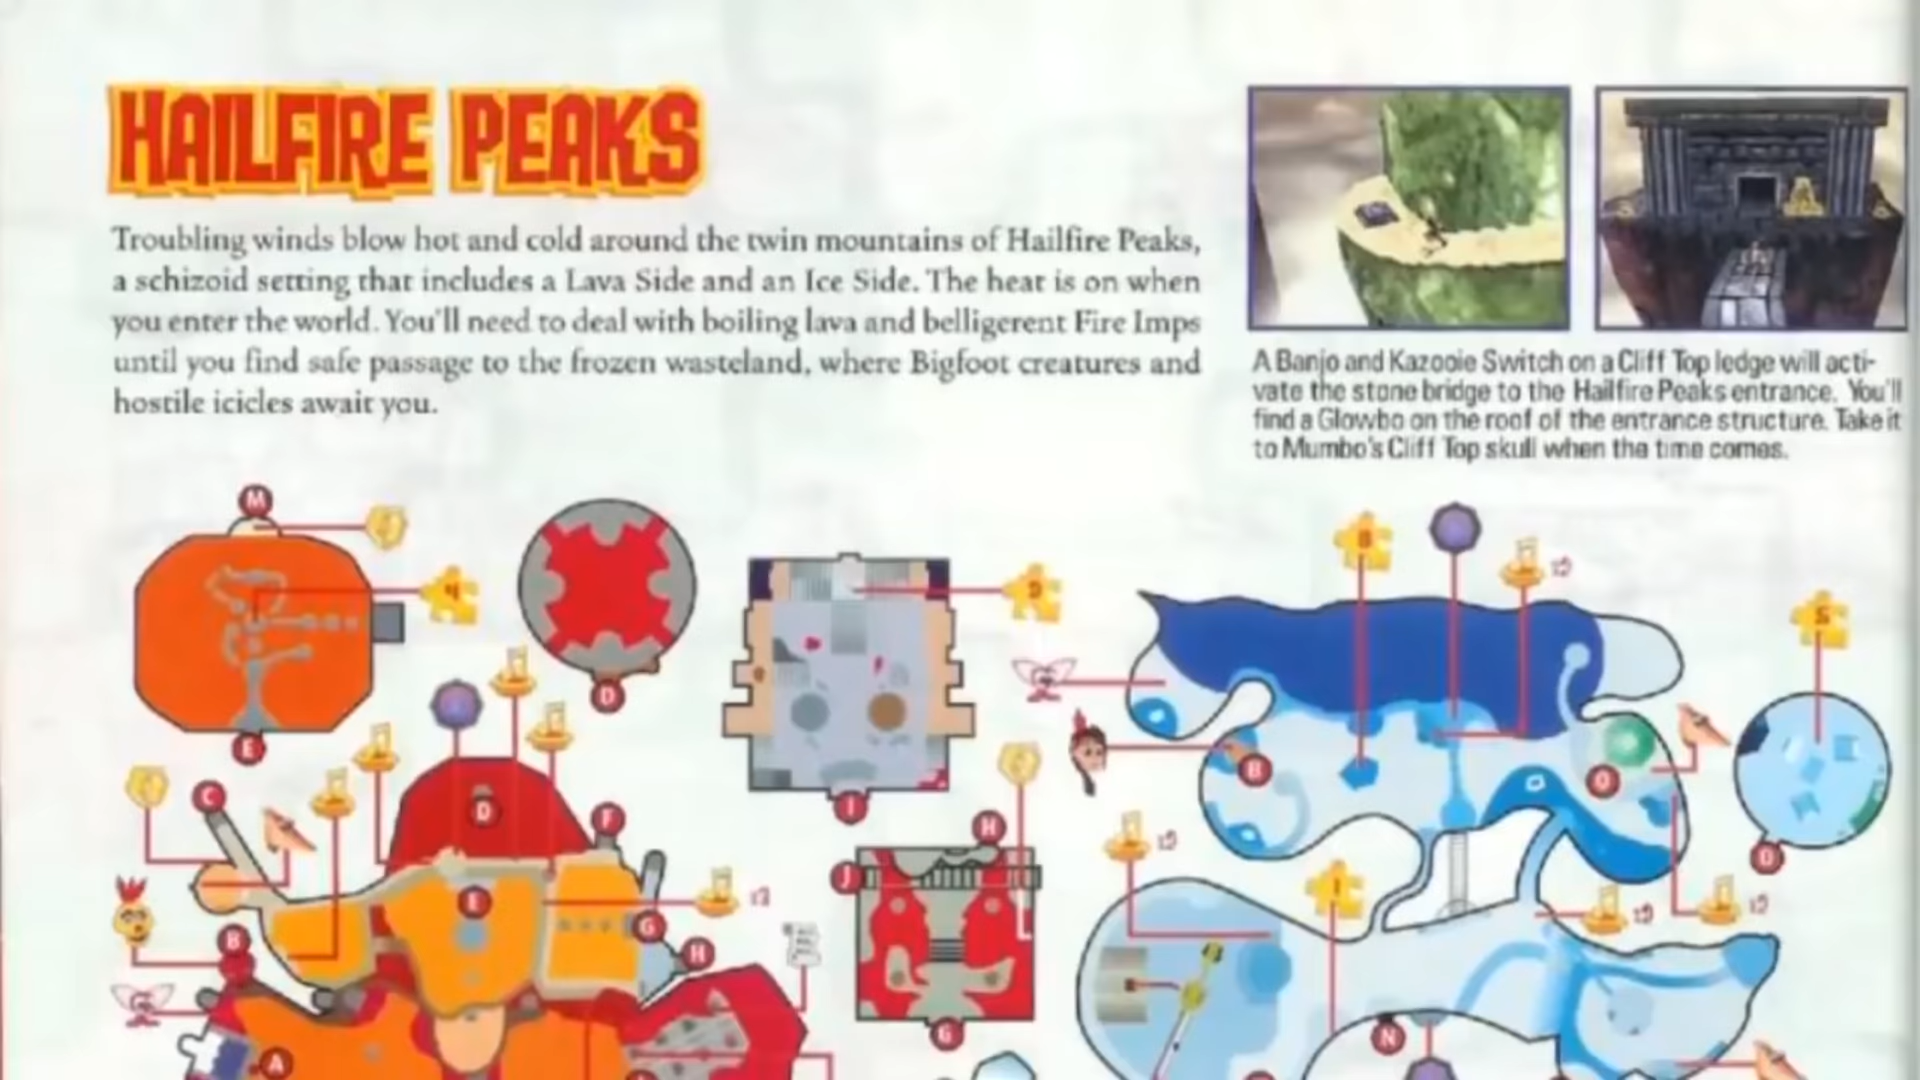 HAILFIRE PEAKS
Troubling winds blow hot and cold around the twin mountains of Hailfire Peaks,
a schizoid setting that includes a Lava Side and an Ice Side. The heat is on when
you enter the world. You'll need to deal with boiling lava and belligerent Fire Imps
until you find safe passage to the frozen wasteland, where Bigfoot creatures and
hostile icicles await you.
A Banjo and Kazooie Switch on a Cliff Top ledge will acti-
vate the stone bridge to the Hailfire Peaks entrance. You'll
find a Glowbo on the roof of the entrance structure. Take it
to Mumbo's Cliff Top skull when the time comes.
M
4
E
D
9
I
8
5
B
O
C
D
F
E
G
B
H
A
H
J
G
1
N